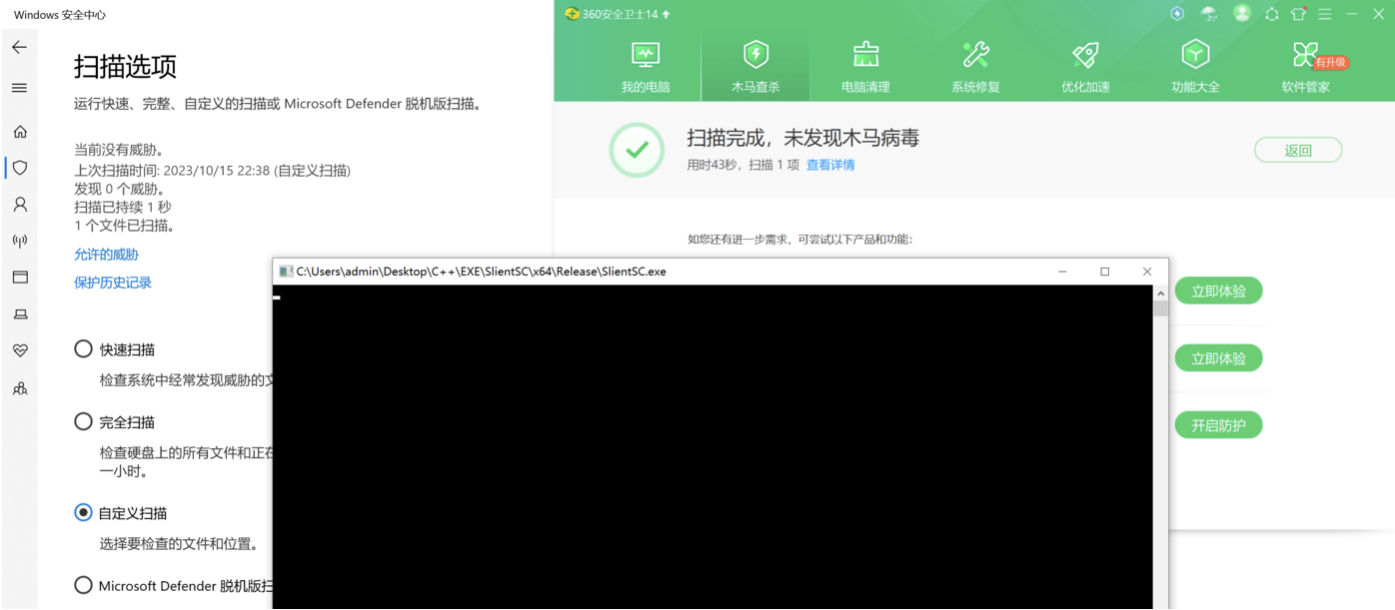 Windows 安全中心
扫描选项
运行快速、完整、自定义的扫描或 Microsoft Defender 脱机版扫描。
当前没有威胁。
上次扫描时间: 2023/10/15 22:38 (自定义扫描)
发现 0 个威胁。
扫描已持续 1 秒
1 个文件已扫描。
允许的威胁
保护历史记录
快速扫描
检查系统中经常发现威胁的文
完全扫描
检查硬盘上的所有文件和正在
一小时。
自定义扫描
选择要检查的文件和位置。
Microsoft Defender 脱机版扫
360安全卫士14
我的电脑
木马查杀
电脑清理
系统修复
优化加速
功能大全
软件管家
有升级
扫描完成，未发现木马病毒
用时43秒，扫描 1 项 查看详情
返回
如您还有进一步需求，可尝试以下产品和功能：
立即体验
立即体验
开启防护
C:\Users\admin\Desktop\C++\EXE\SlientSC\x64\Release\SlientSC.exe